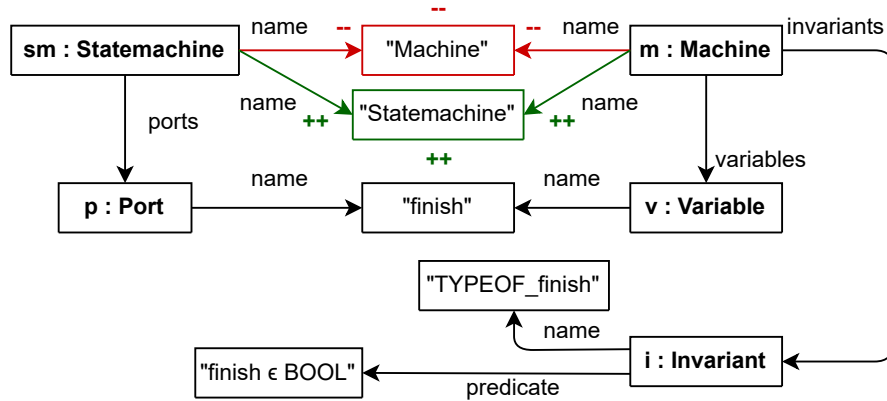 --
name
--
--
name
invariants
sm : Statemachine
"Machine"
m : Machine
name
"Statemachine"
name
++
++
ports
++
variables
name
name
p : Port
"finish"
v : Variable
"TYPEOF_finish"
name
"finish ϵ BOOL"
i : Invariant
predicate